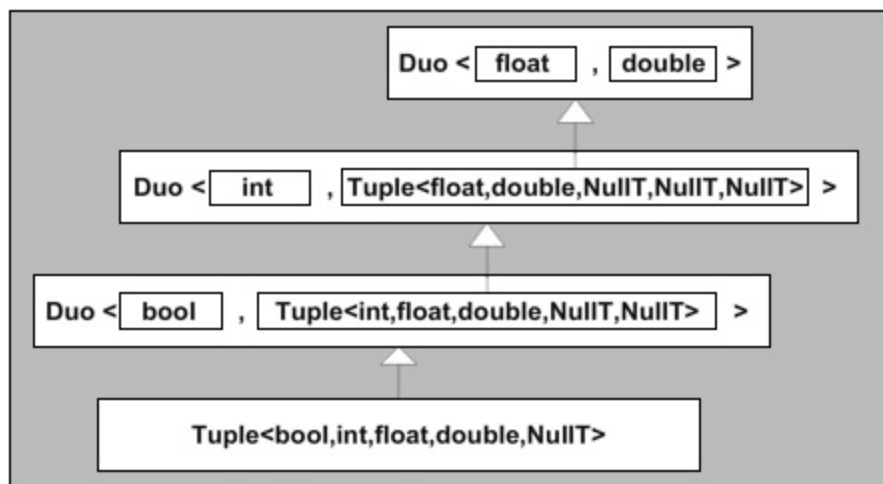 Duo < float , double >
Duo < int , Tuple<float,double,NullT,NullT,NullT> >
Duo < bool , Tuple<int,float,double,NullT,NullT> >
Tuple<bool,int,float,double,NullT>